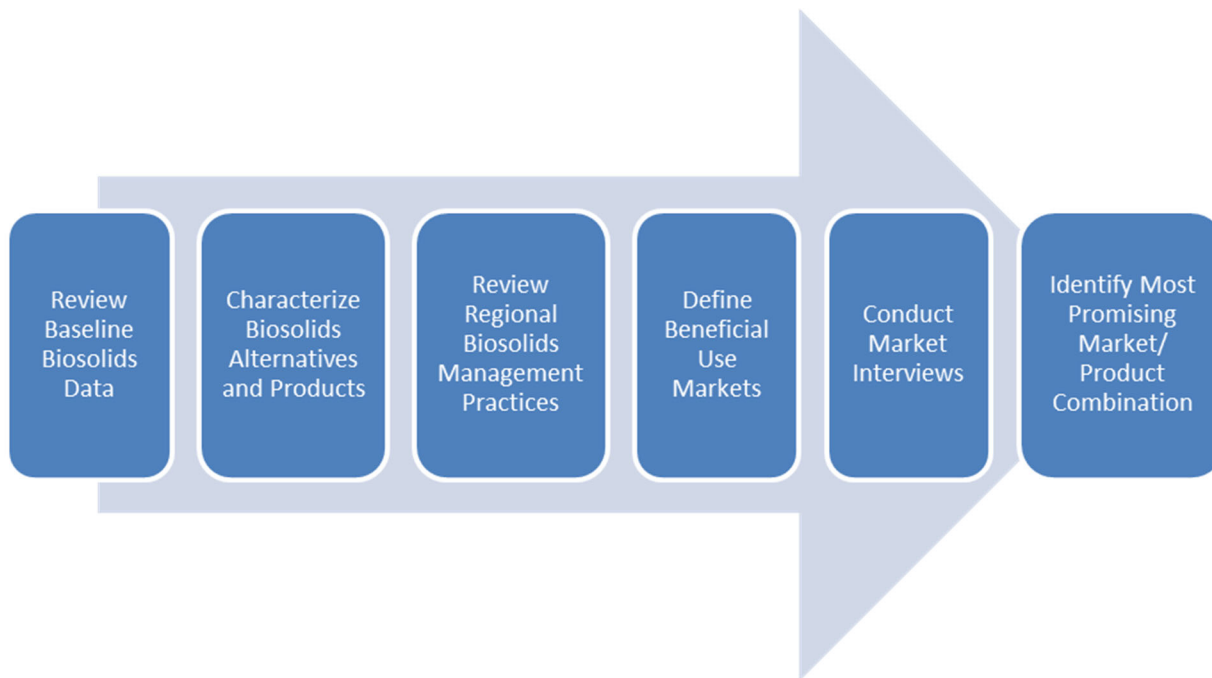 Review
Baseline
Biosolids
Data
Characterize
Biosolids
Alternatives
and Products
Review
Regional
Biosolids
Management
Practices
Define
Beneficial
Use
Markets
Conduct
Market
Interviews
Identify Most
Promising
Market/
Product
Combination